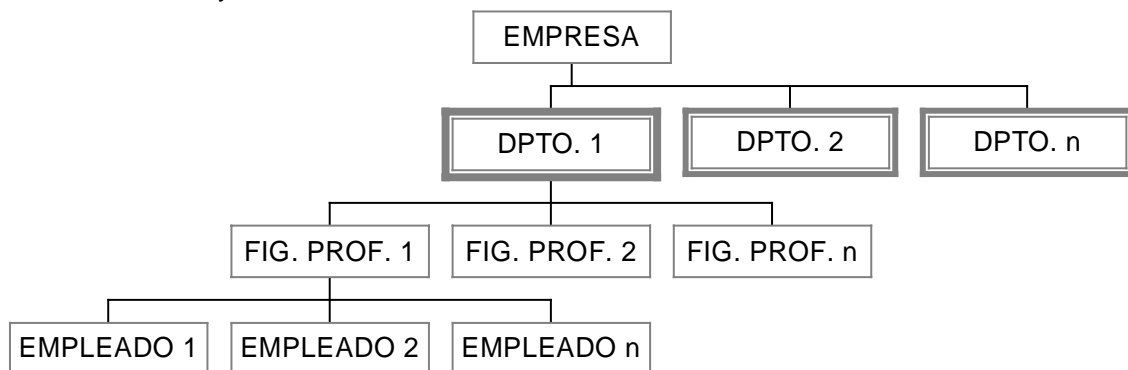 EMPRESA
DPTO. 1 DPTO. 2 DPTO. n
FIG. PROF. 1 FIG. PROF. 2 FIG. PROF. n
EMPLEADO 1 EMPLEADO 2 EMPLEADO n